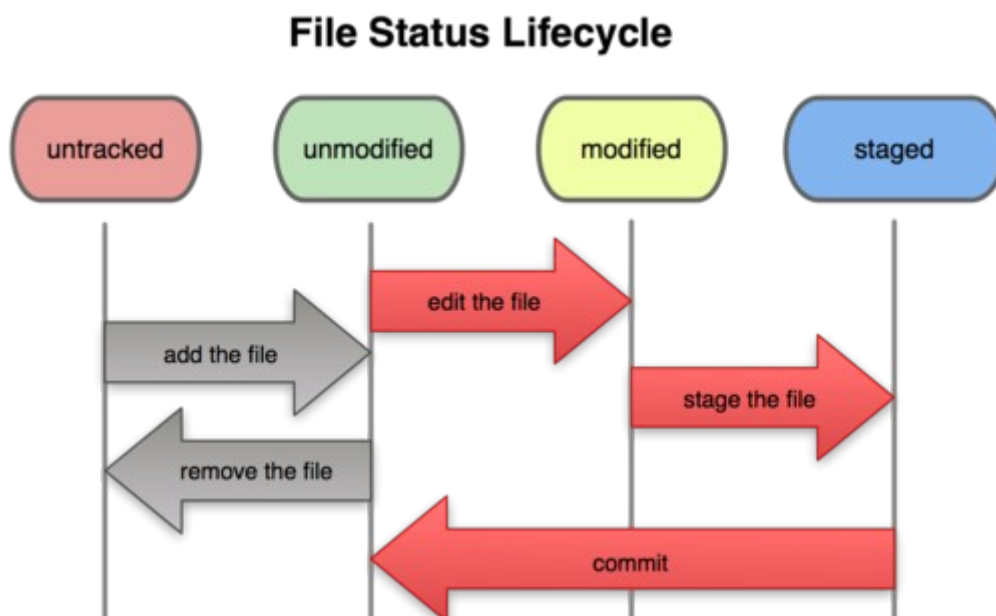 File Status Lifecycle
untracked
unmodified
modified
staged
edit the file
add the file
stage the file
remove the file
commit